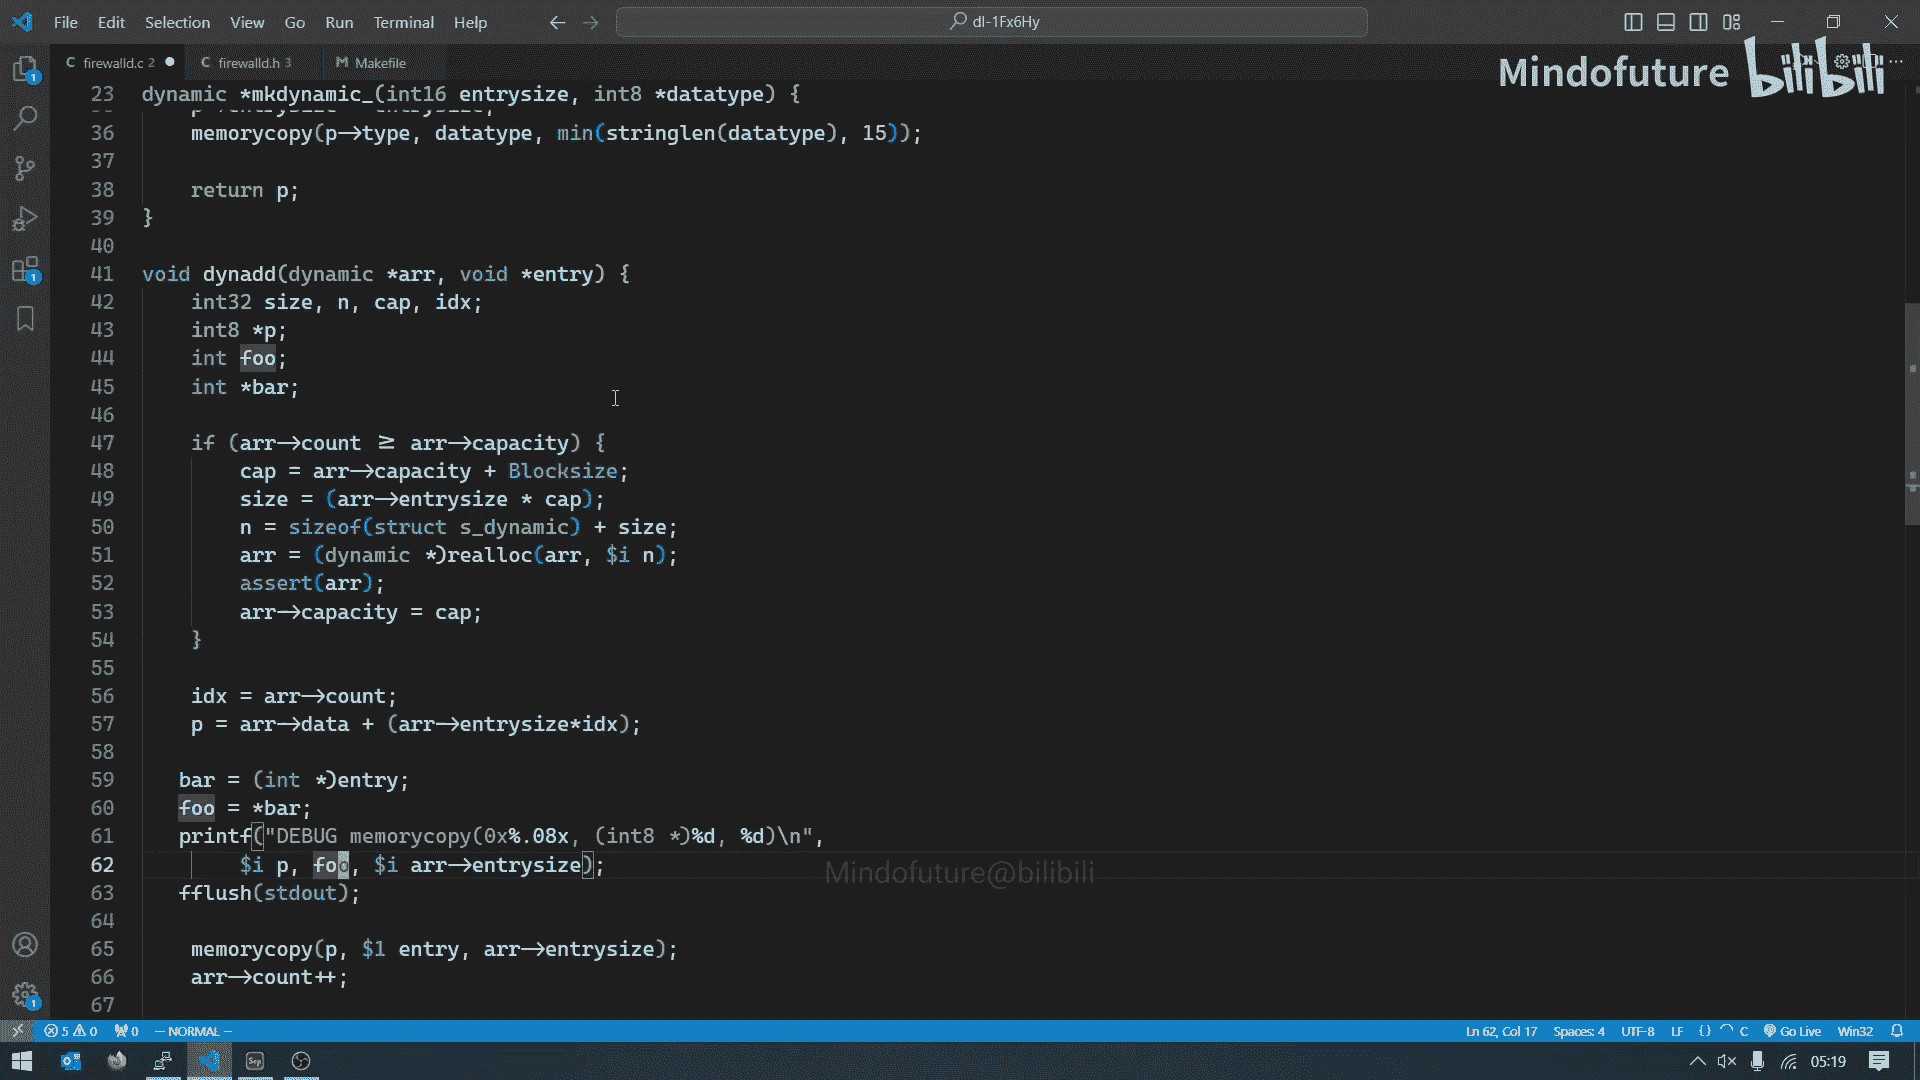 File Edit Selection View Go Run Terminal Help
dl-1Fx6Hy
firewalld.c 2
firewalld.h 3
M Makefile
Mindofuture bilibili
23 dynamic *mkdynamic_(int16 entrysize, int8 *datatype) {
36 memorycopy(p->type, datatype, min(stringlen(datatype), 15));
37
38 return p;
39 }
40
41 void dynadd(dynamic *arr, void *entry) {
42 int32 size, n, cap, idx;
43 int8 *p;
44 int foo;
45 int *bar;
46
47 if (arr->count ≥ arr->capacity) {
48 cap = arr->capacity + Blocksize;
49 size = (arr->entrysize * cap);
50 n = sizeof(struct s_dynamic) + size;
51 arr = (dynamic *)realloc(arr, $i n);
52 assert(arr);
53 arr->capacity = cap;
54 }
55
56 idx = arr->count;
57 p = arr->data + (arr->entrysize*idx);
58
59 bar = (int *)entry;
60 foo = *bar;
61 printf("DEBUG memorycopy(0x%.08x, (int8 *)%d, %d)\n",
62 $i p, foo, $i arr->entrysize);
Mindofuture@bilibili
63 fflush(stdout);
64
65 memorycopy(p, $1 entry, arr->entrysize);
66 arr->count++;
67
5 0 0 -- NORMAL --
Ln 62, Col 17 Spaces: 4 UTF-8 LF {} C Go Live Win32
05:19